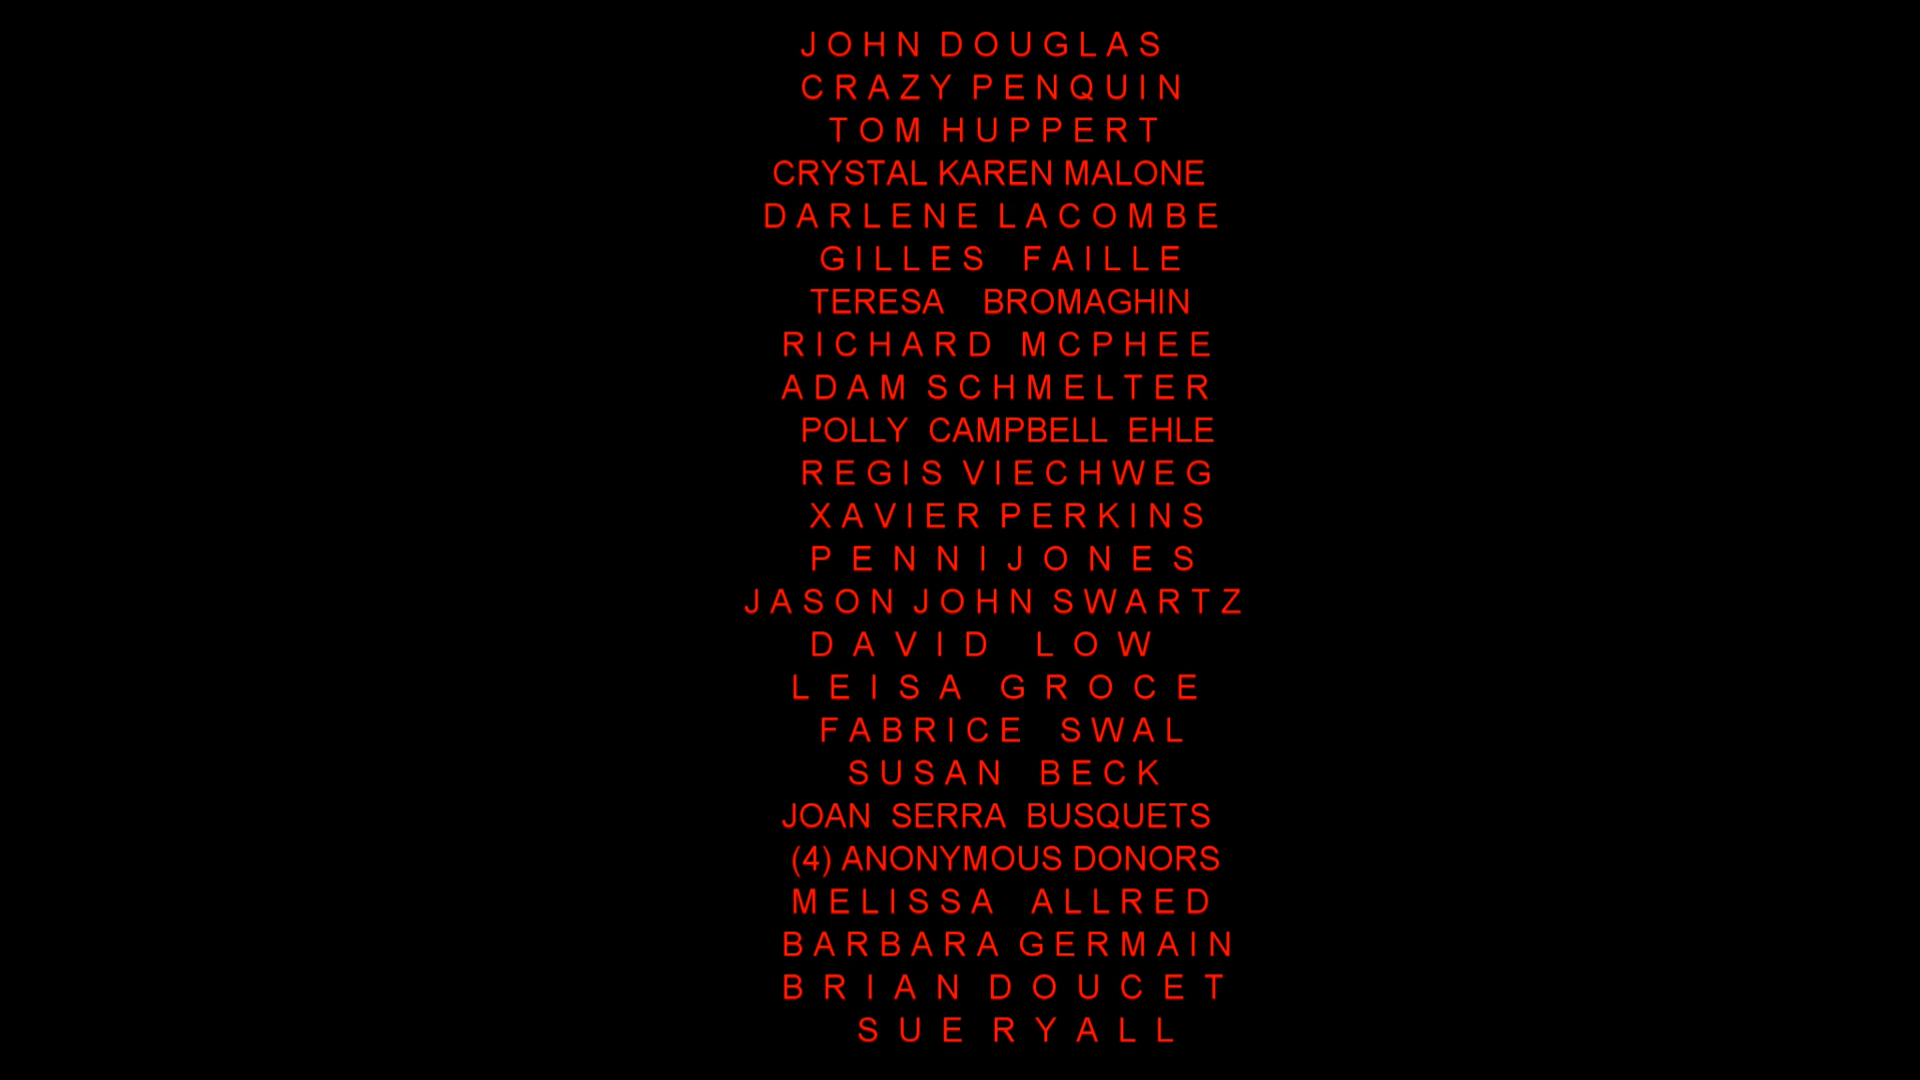 JOHN DOUGLAS
CRAZY PENQUIN
TOM HUPPERT
CRYSTAL KAREN MALONE
DARLENE LACOMBE
GILLES FAILLE
TERESA BROMAGHIN
RICHARD MCPHEE
ADAM SCHMELTER
POLLY CAMPBELL EHLE
REGIS VIECHWEG
XAVIER PERKINS
PENNIJONES
JASON JOHN SWARTZ
DAVID LOW
LEISA GROCE
FABRICE SWAL
SUSAN BECK
JOAN SERRA BUSQUETS
(4) ANONYMOUS DONORS
MELISSA ALLRED
BARBARA GERMAIN
BRIAN DOUCET
SUE RYALL